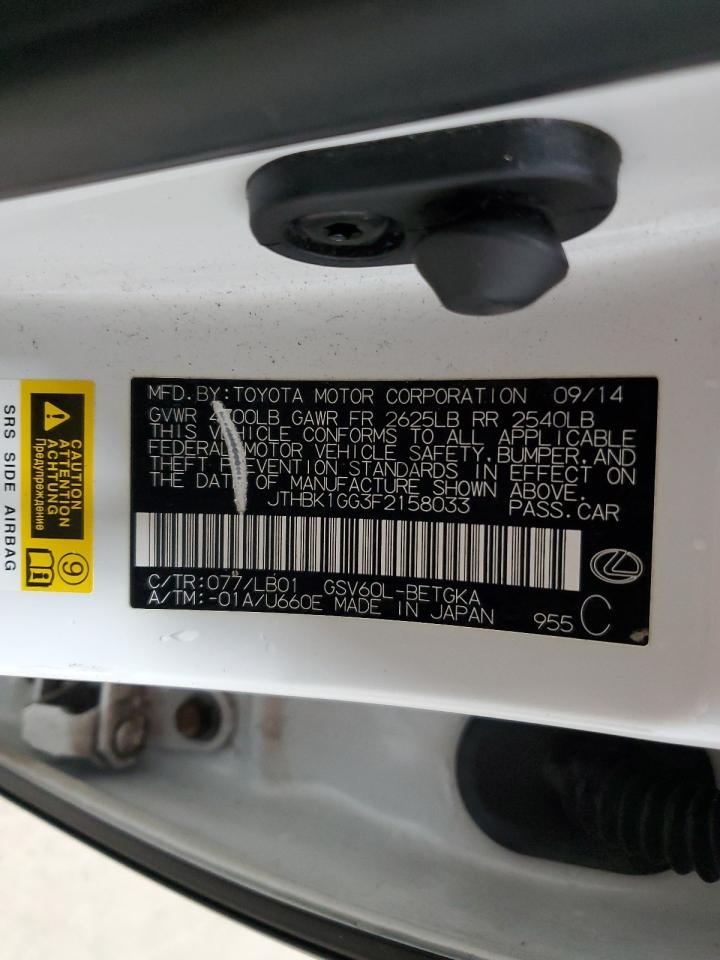 MFD. BY: TOYOTA MOTOR CORPORATION 09/14
GVWR GAWR FR 2625LB RR 2540LB
THIS VEHICLE CONFORMS TO ALL APPLICABLE
FEDERAL MOTOR VEHICLE SAFETY, BUMPER, AND
THEFT PREVENTION STANDARDS IN EFFECT ON
THE DATE OF MANUFACTURE SHOWN ABOVE.
JTHBK1GG3F2158033 PASS. CAR
C/TR: 077/LB01 GSV60L-BETGKA
A/TM: -01A/U660E MADE IN JAPAN 955 C
CAUTION
ATTENTION
ACHTUNG
Предупреждение
9
SRS SIDE AIRBAG